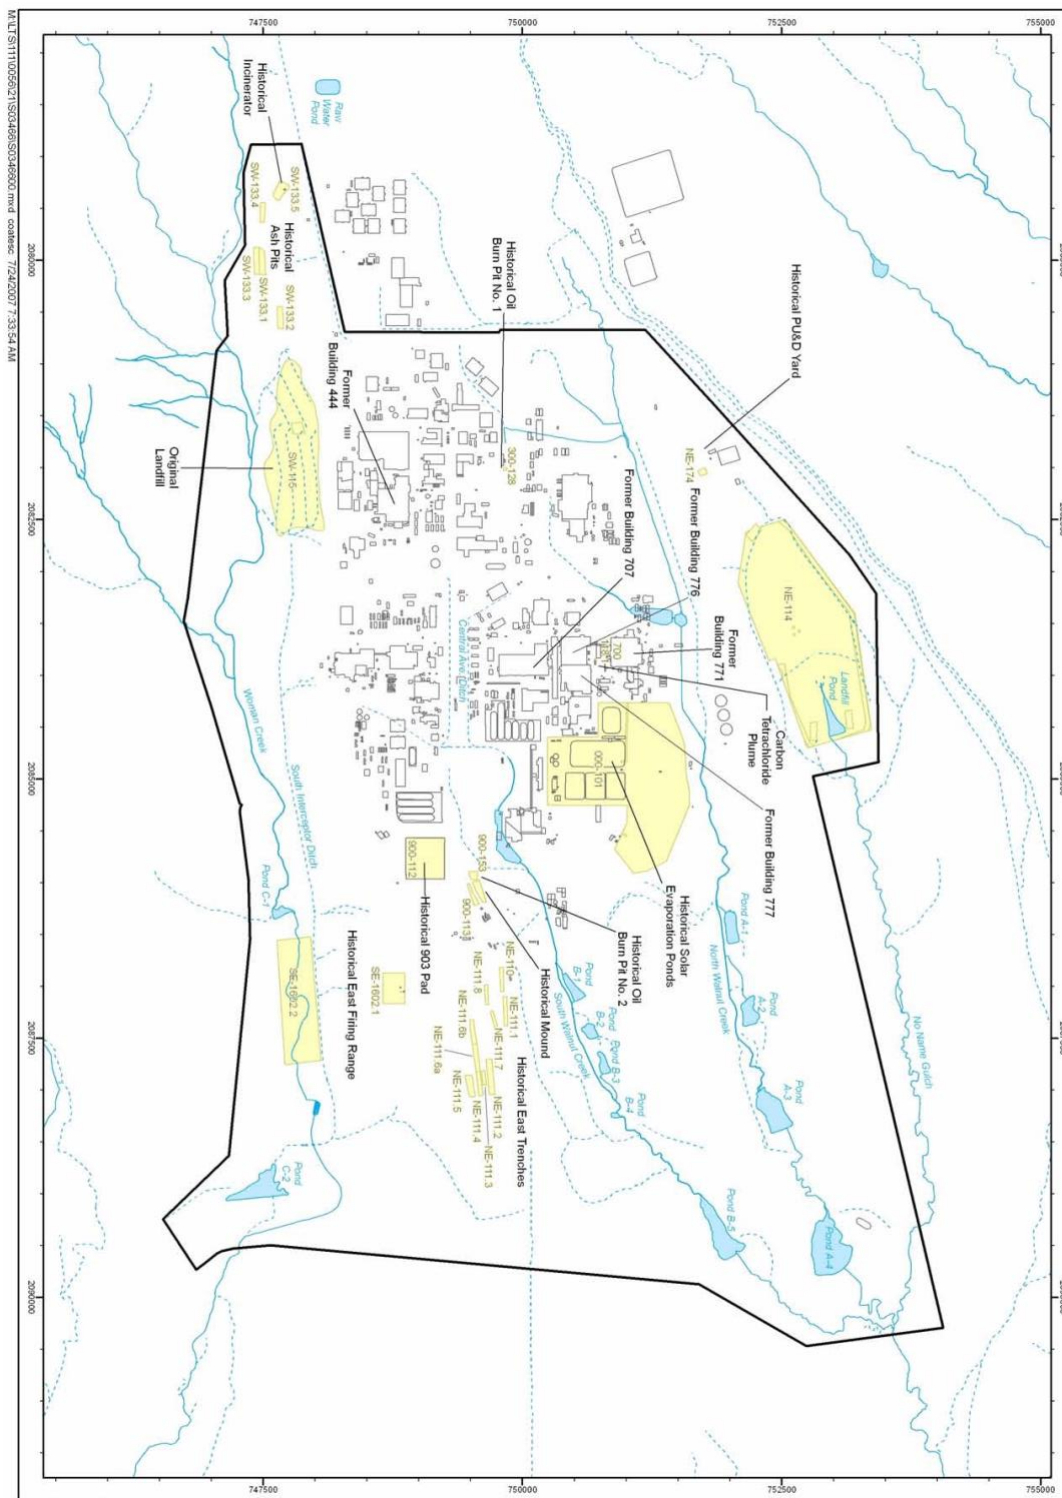 747500
750000
752500
755000
Raw
Water
Pond
Historical
Incinerator
SW-133.5
SW-133.4
Historical
Ash Pits
SW-133.3
SW-133.1
SW-133.2
Historical Oil
Burn Pit No. 1
Historical PU&D Yard
2080000
Former
Building 444
300-128
NE-174
Original
Landfill
SW-115
Former Building 707
Former Building 776
NE-114
Former
Building 771
700
Landfill
Pond
Central Ave Ditch
Carbon
Tetrachloride
Plume
Former Building 777
000-101
Woman Creek
South Interceptor Ditch
Historical Solar
Evaporation Ponds
900-153
900-112
900-113
Historical 903 Pad
Historical Oil
Burn Pit No. 2
Historical Mound
Pond C-1
Pond A-1
North Walnut Creek
Pond
A-2
No Name Gulch
Pond
B-1
Pond
B-2
Pond
B-3
Pond
B-4
South Walnut Creek
NE-110
NE-111.8
NE-111.1
NE-111.6b
NE-111.7
NE-111.6a
NE-111.5
NE-111.4
NE-111.2
NE-111.3
Historical East Trenches
SE-1602.1
SE-1602.2
Historical East Firing Range
Pond
A-3
Pond
C-2
Pond B-5
Pond A-4
747500
750000
752500
755000